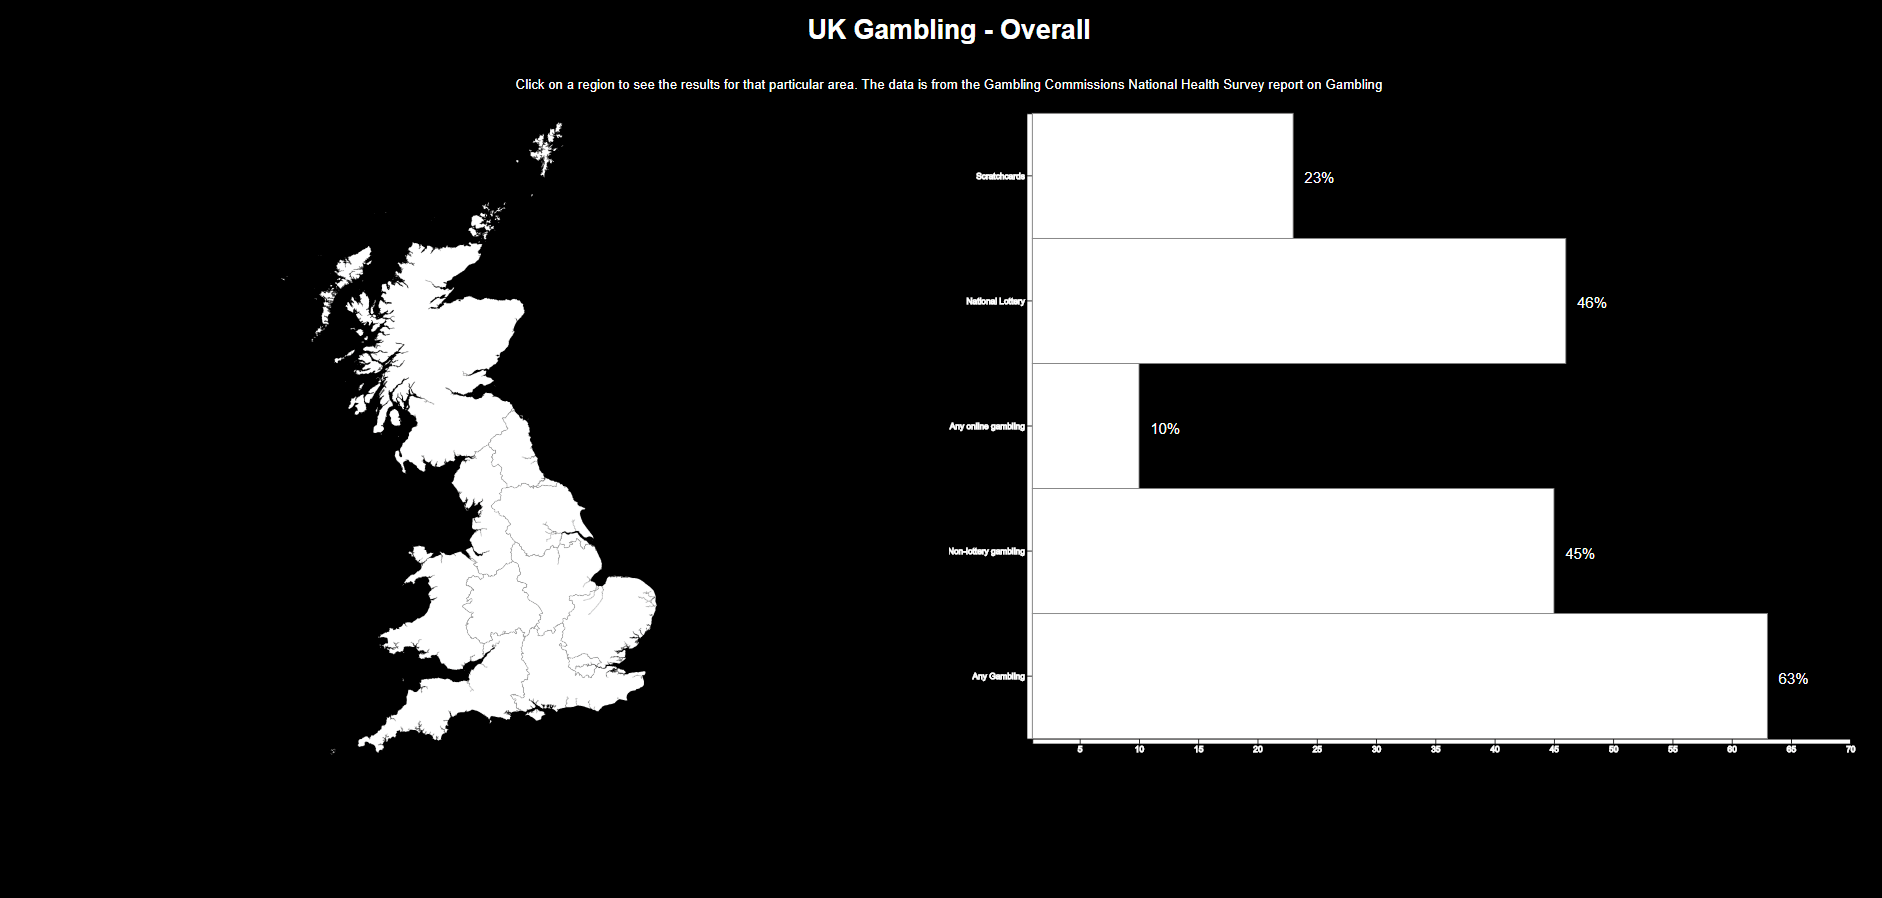 UK Gambling - Overall
Click on a region to see the results for that particular area. The data is from the Gambling Commissions National Health Survey report on Gambling
Scratchcards
23%
National Lottery
46%
Any online gambling
10%
Non-lottery gambling
45%
Any Gambling
63%
5 10 15 20 25 30 35 40 45 50 55 60 65 70